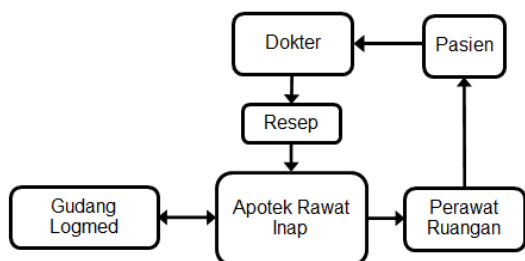 Dokter
Pasien
Resep
Gudang
Logmed
Apotek Rawat
Inap
Perawat
Ruangan